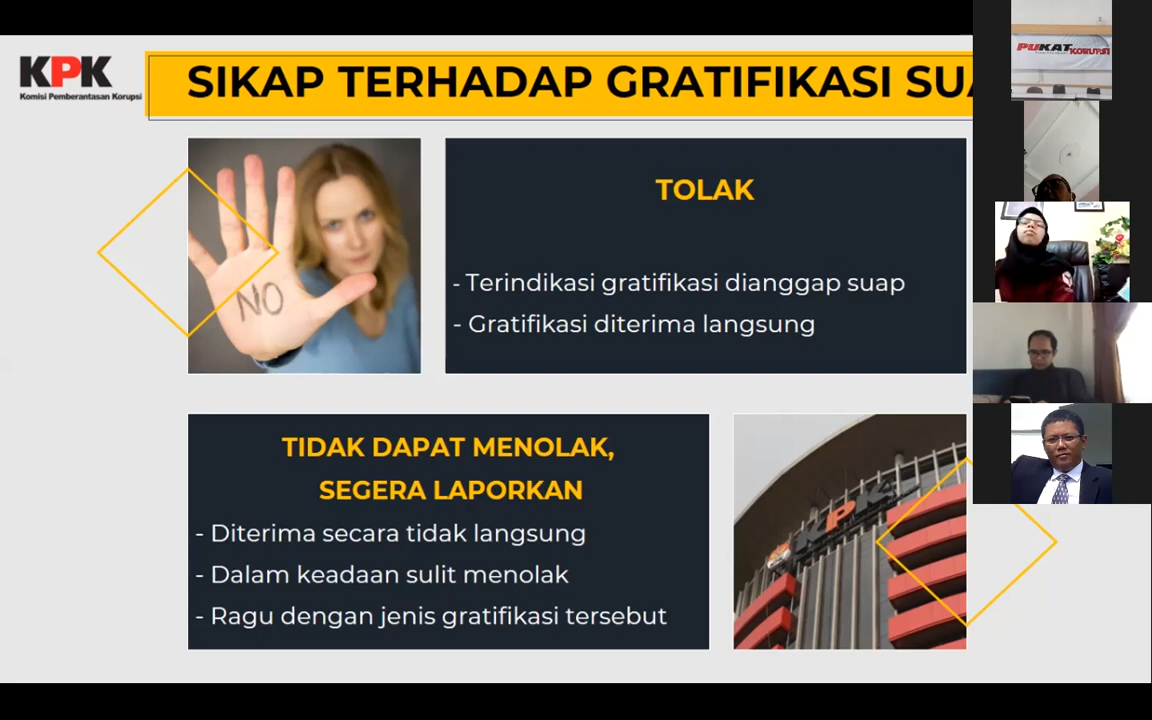 KPK
Komisi Pemberantasan Korupsi
SIKAP TERHADAP GRATIFIKASI SUA
PUKAT KORUPSI
NO
TOLAK
- Terindikasi gratifikasi dianggap suap
- Gratifikasi diterima langsung
TIDAK DAPAT MENOLAK,
SEGERA LAPORKAN
- Diterima secara tidak langsung
- Dalam keadaan sulit menolak
- Ragu dengan jenis gratifikasi tersebut
KPK